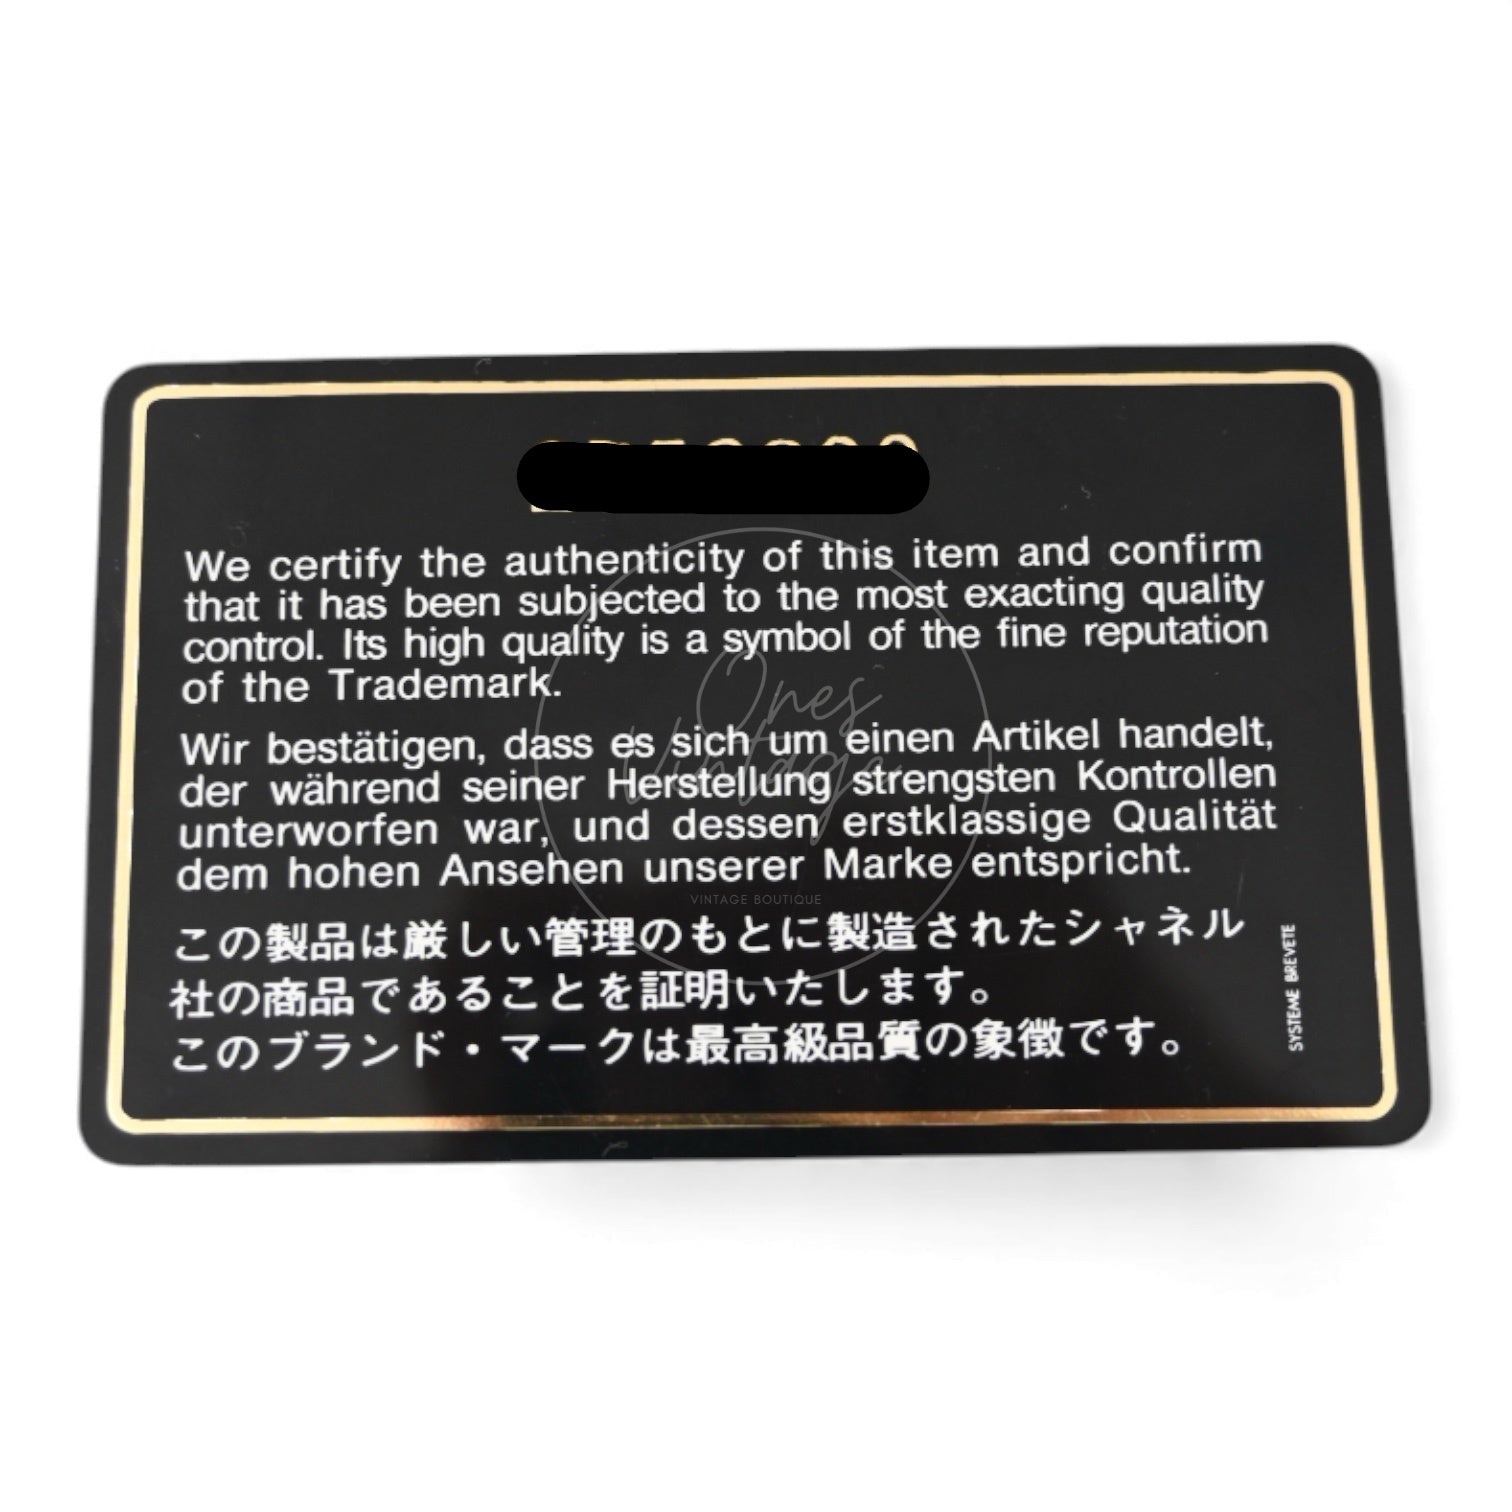 We certify the authenticity of this item and confirm
that it has been subjected to the most exacting quality
control. Its high quality is a symbol of the fine reputation
of the Trademark.
Wir bestätigen, dass es sich um einen Artikel handelt,
der während seiner Herstellung strengsten Kontrollen
unterworfen war, und dessen erstklassige Qualität
dem hohen Ansehen unserer Marke entspricht.
この製品は厳しい管理のもとに製造されたシャネル
社の商品であることを証明いたします。
このブランド・マークは最高級品質の象徴です。
SYSTEME BREVETE
Ones
Vintage
VINTAGE BOUTIQUE